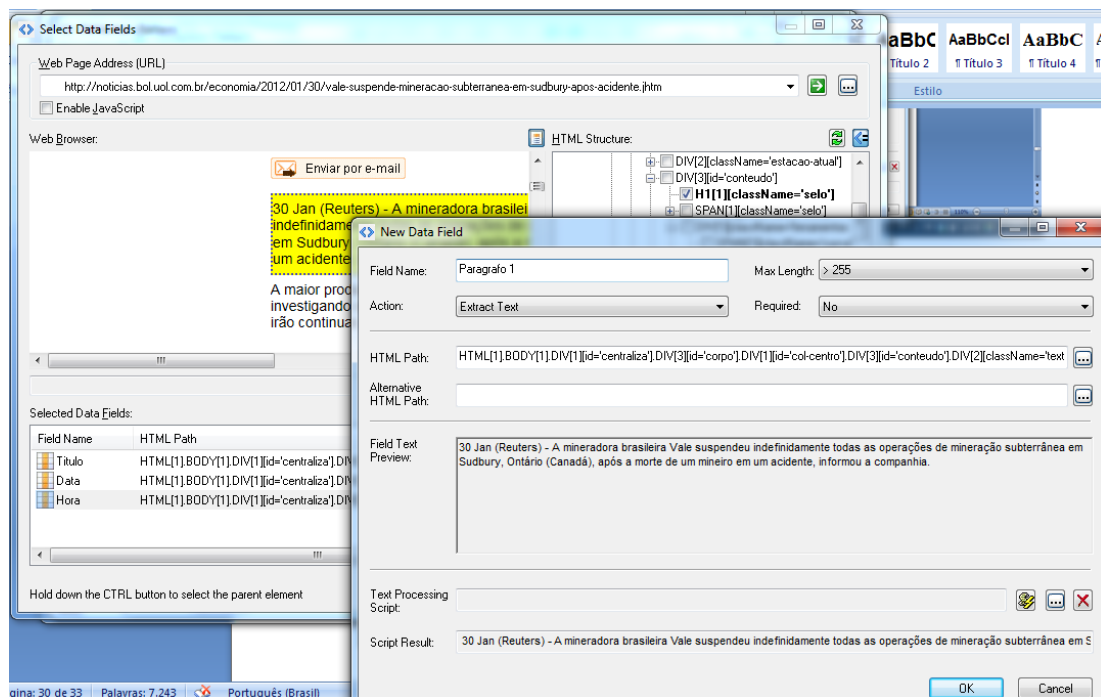 Select Data Fields
Web Page Address (URL)
http://noticias.bol.uol.com.br/economia/2012/01/30/vale-suspende-mineracao-subterranea-em-sudbury-apos-acidente.jhtm
Enable JavaScript
Web Browser:
HTML Structure:
Enviar por e-mail
30 Jan (Reuters) - A mineradora brasilei
indefinidame
em Sudbury
um acidente
A maior prod
investigando
irão continua
DIV[2][className='estacao-atual']
DIV[3][id='conteudo']
H1[1][className='selo']
SPAN[1][className='selo']
Selected Data Fields:
Field Name HTML Path
Titulo HTML[1].BODY[1].DIV[1][id='centraliza'].DIV
Data HTML[1].BODY[1].DIV[1][id='centraliza'].DIV
Hora HTML[1].BODY[1].DIV[1][id='centraliza'].DIV
Hold down the CTRL button to select the parent element
New Data Field
Field Name: Paragrafo 1 Max Length: > 255
Action: Extract Text Required: No
HTML Path: HTML[1].BODY[1].DIV[1][id='centraliza'].DIV[3][id='corpo'].DIV[1][id='col-centro'].DIV[3][id='conteudo'].DIV[2][className='text
Alternative
HTML Path:
Field Text
Preview:
30 Jan (Reuters) - A mineradora brasileira Vale suspendeu indefinidamente todas as operações de mineração subterrânea em
Sudbury, Ontário (Canadá), após a morte de um mineiro em um acidente, informou a companhia.
Text Processing
Script:
Script Result: 30 Jan (Reuters) - A mineradora brasileira Vale suspendeu indefinidamente todas as operações de mineração subterrânea em S
OK Cancel
aBbC AaBbCcI AaBbC
Título 2 ¶ Título 3 ¶ Título 4
Estilo
gina: 30 de 33 Palavras: 7.243 Português (Brasil)